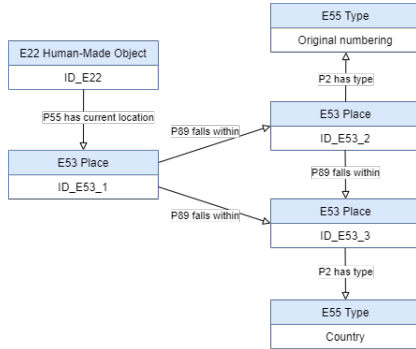 E55 Type
Original numbering
E22 Human-Made Object
ID_E22
P2 has type
P55 has current location
P89 falls within
E53 Place
ID_E53_2
E53 Place
ID_E53_1
P89 falls within
E53 Place
ID_E53_3
P89 falls within
P2 has type
E55 Type
Country